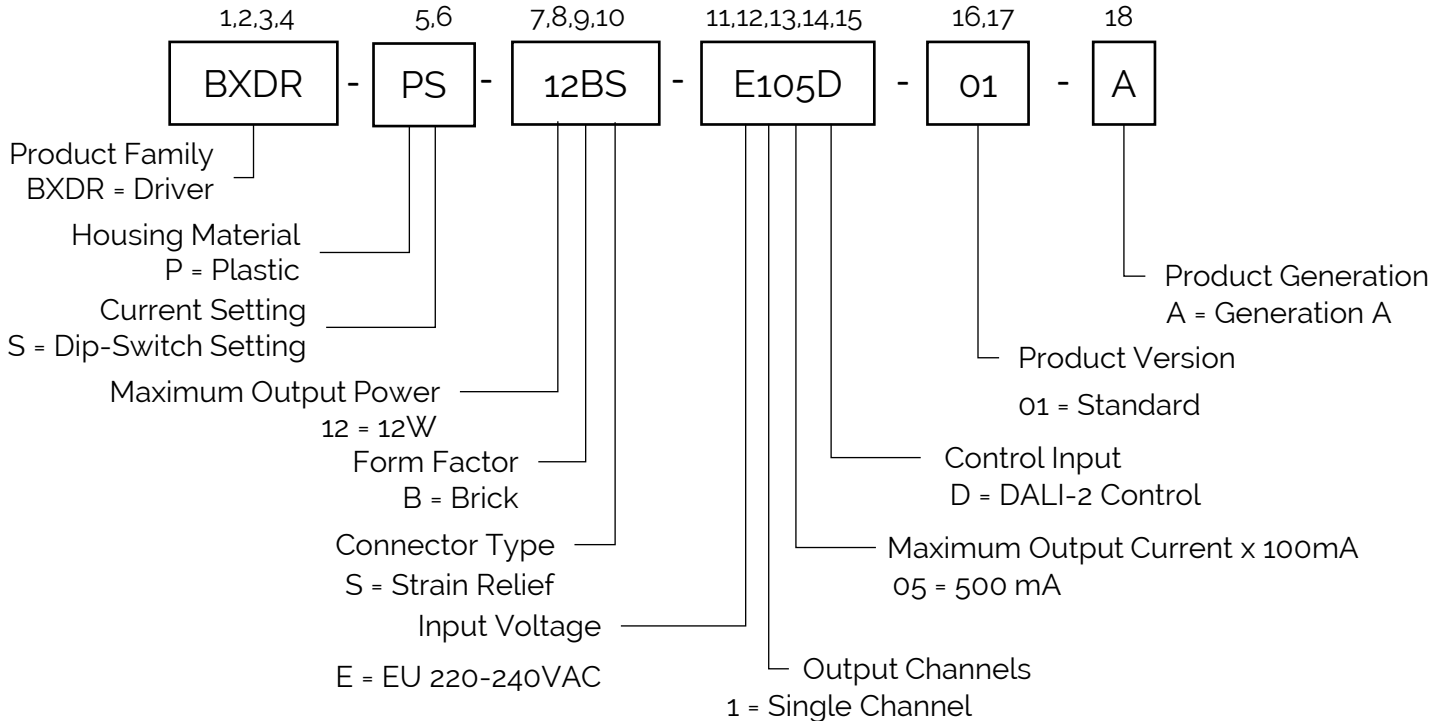 1,2,3,4 5,6 7,8,9,10 11,12,13,14,15 16,17 18
BXDR - PS - 12BS - E105D - 01 - A
Product Family
BXDR = Driver
Housing Material
P = Plastic
Current Setting
S = Dip-Switch Setting
Maximum Output Power
12 = 12W
Form Factor
B = Brick
Connector Type
S = Strain Relief
Input Voltage
E = EU 220-240VAC
Output Channels
1 = Single Channel
Maximum Output Current x 100mA
05 = 500 mA
Control Input
D = DALI-2 Control
Product Version
01 = Standard
Product Generation
A = Generation A